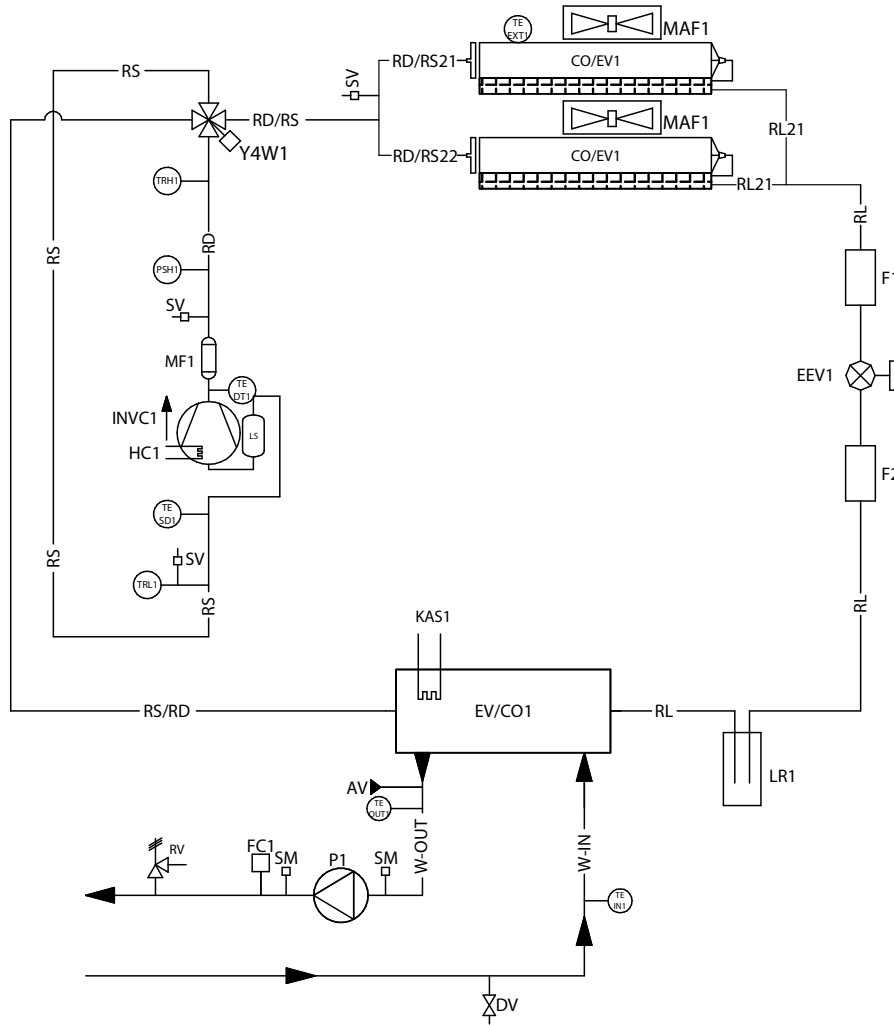 TE
EXT1
MAF1
RS
SV
RD/RS21
CO/EV1
RD/RS
MAF1
RL21
Y4W1
RD/RS22
CO/EV1
TRH1
RL21
RL
RD
RS
PSH1
F1
SV
MF1
EEV1
TE
DT1
INVC1
LS
HC1
F2
TE
SD1
SV
RS
TRL1
RS
RL
KAS1
RS/RD
EV/CO1
RL
LR1
AV
TE
OUT1
W-OUT
W-IN
RV
FC1
SM
P1
SM
TE
IN1
DV